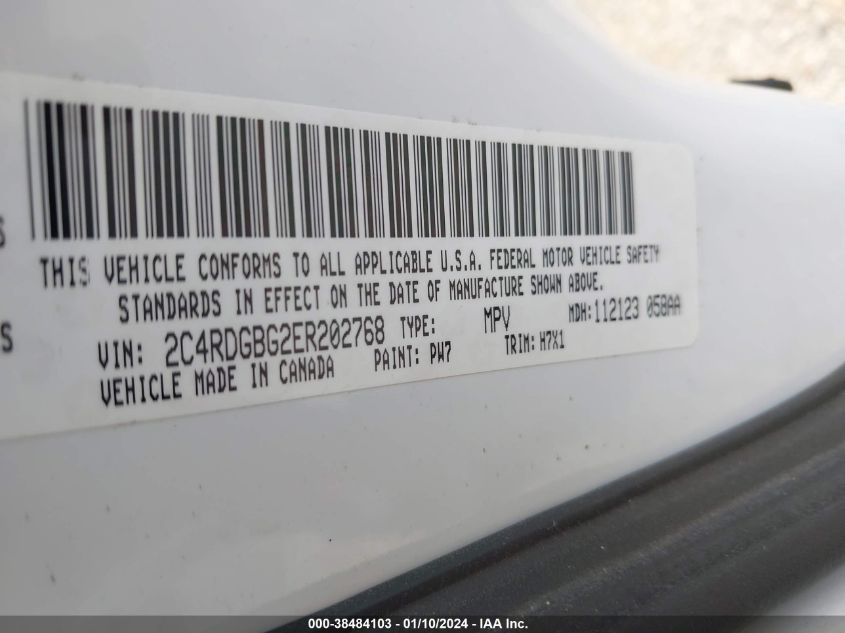 S
THIS VEHICLE CONFORMS TO ALL APPLICABLE U.S.A. FEDERAL MOTOR VEHICLE SAFETY
STANDARDS IN EFFECT ON THE DATE OF MANUFACTURE SHOWN ABOVE.
S
VIN: 2C4RDGBG2ER202768 TYPE: MPV MDH: 112123 058AA
VEHICLE MADE IN CANADA PAINT: PW7 TRIM: H7X1
000-38484103 - 01/10/2024 - IAA Inc.